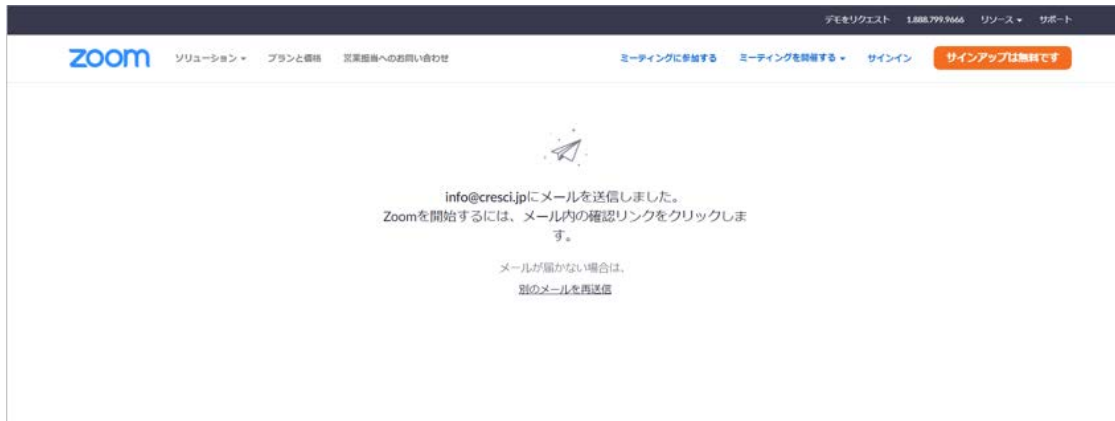 デモをリクエスト 1.888.799.9666 リソース サポート
zoom ソリューション プランと価格 営業担当へのお問い合わせ ミーティングに参加する ミーティングを開催する サインイン サインアップは無料です
info@cresci.jpにメールを送信しました。
Zoomを開始するには、メール内の確認リンクをクリックしま
す。
メールが届かない場合は、
別のメールを再送信